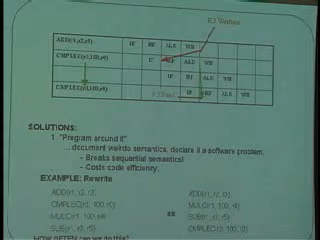 ADD(r1,r2,r3)
IF RF ALU WB
CMPLEC(r3,100,r0)
IF RF ALU WB
IF RF ALU WB
IF RF ALU WB
SOLUTIONS:
1 "Program around it"
... document weirdo semantics, declare it a software problem.
- Breaks sequential semantics!
- Costs code efficiency.
EXAMPLE: Rewrite
ADD(r1, r2, r3)
CMPLEC(r3, 100, r0)
MULC(r1, 100, r4)
SUB(r1, r2, r5)
as
ADD(r1, r2, r3)
MULC(r1, 100, r4)
SUB(r1, r2, r5)
CMPLEC(r3, 100, r0)
HOW OFTEN can we do this?